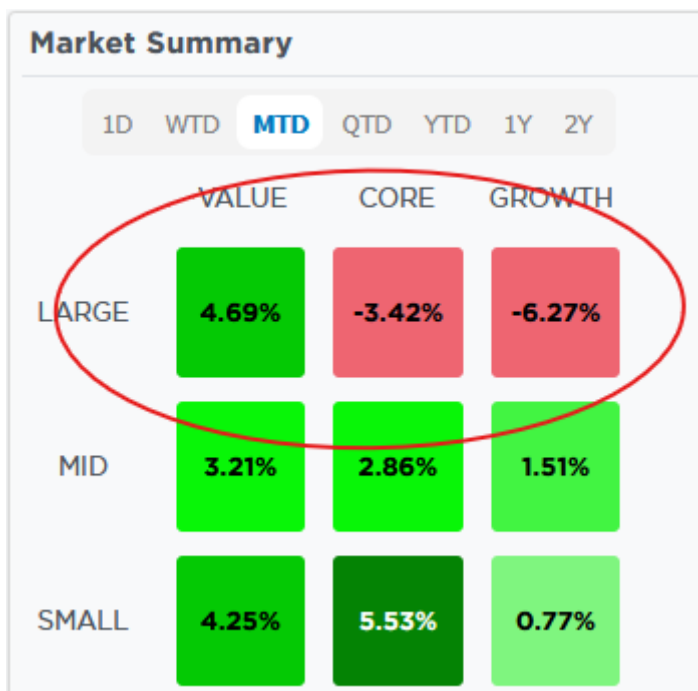 Market Summary
1D WTD MTD QTD YTD 1Y 2Y
VALUE CORE GROWTH
LARGE 4.69% -3.42% -6.27%
MID 3.21% 2.86% 1.51%
SMALL 4.25% 5.53% 0.77%